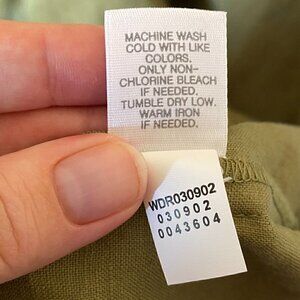 MACHINE WASH
COLD WITH LIKE
COLORS.
ONLY NON-
CHLORINE BLEACH
IF NEEDED.
TUMBLE DRY LOW.
WARM IRON
IF NEEDED.
WDR030902
030902
0043604